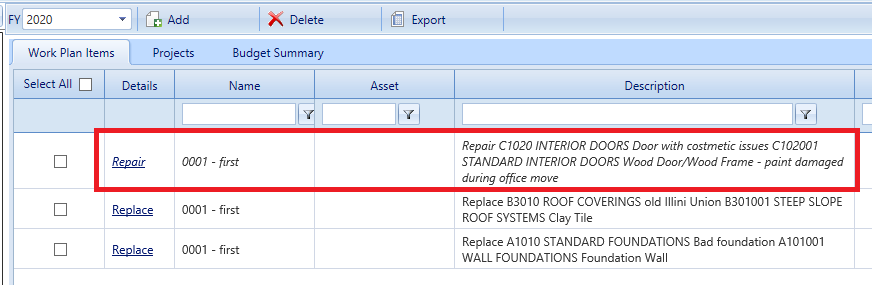 FY 2020 Add Delete Export
Work Plan Items Projects Budget Summary
Select All Details Name Asset Description
Repair 0001 - first Repair C1020 INTERIOR DOORS Door with costmetic issues C102001
STANDARD INTERIOR DOORS Wood Door/Wood Frame - paint damaged
during office move
Replace 0001 - first Replace B3010 ROOF COVERINGS old Illini Union B301001 STEEP SLOPE
ROOF SYSTEMS Clay Tile
Replace 0001 - first Replace A1010 STANDARD FOUNDATIONS Bad foundation A101001
WALL FOUNDATIONS Foundation Wall